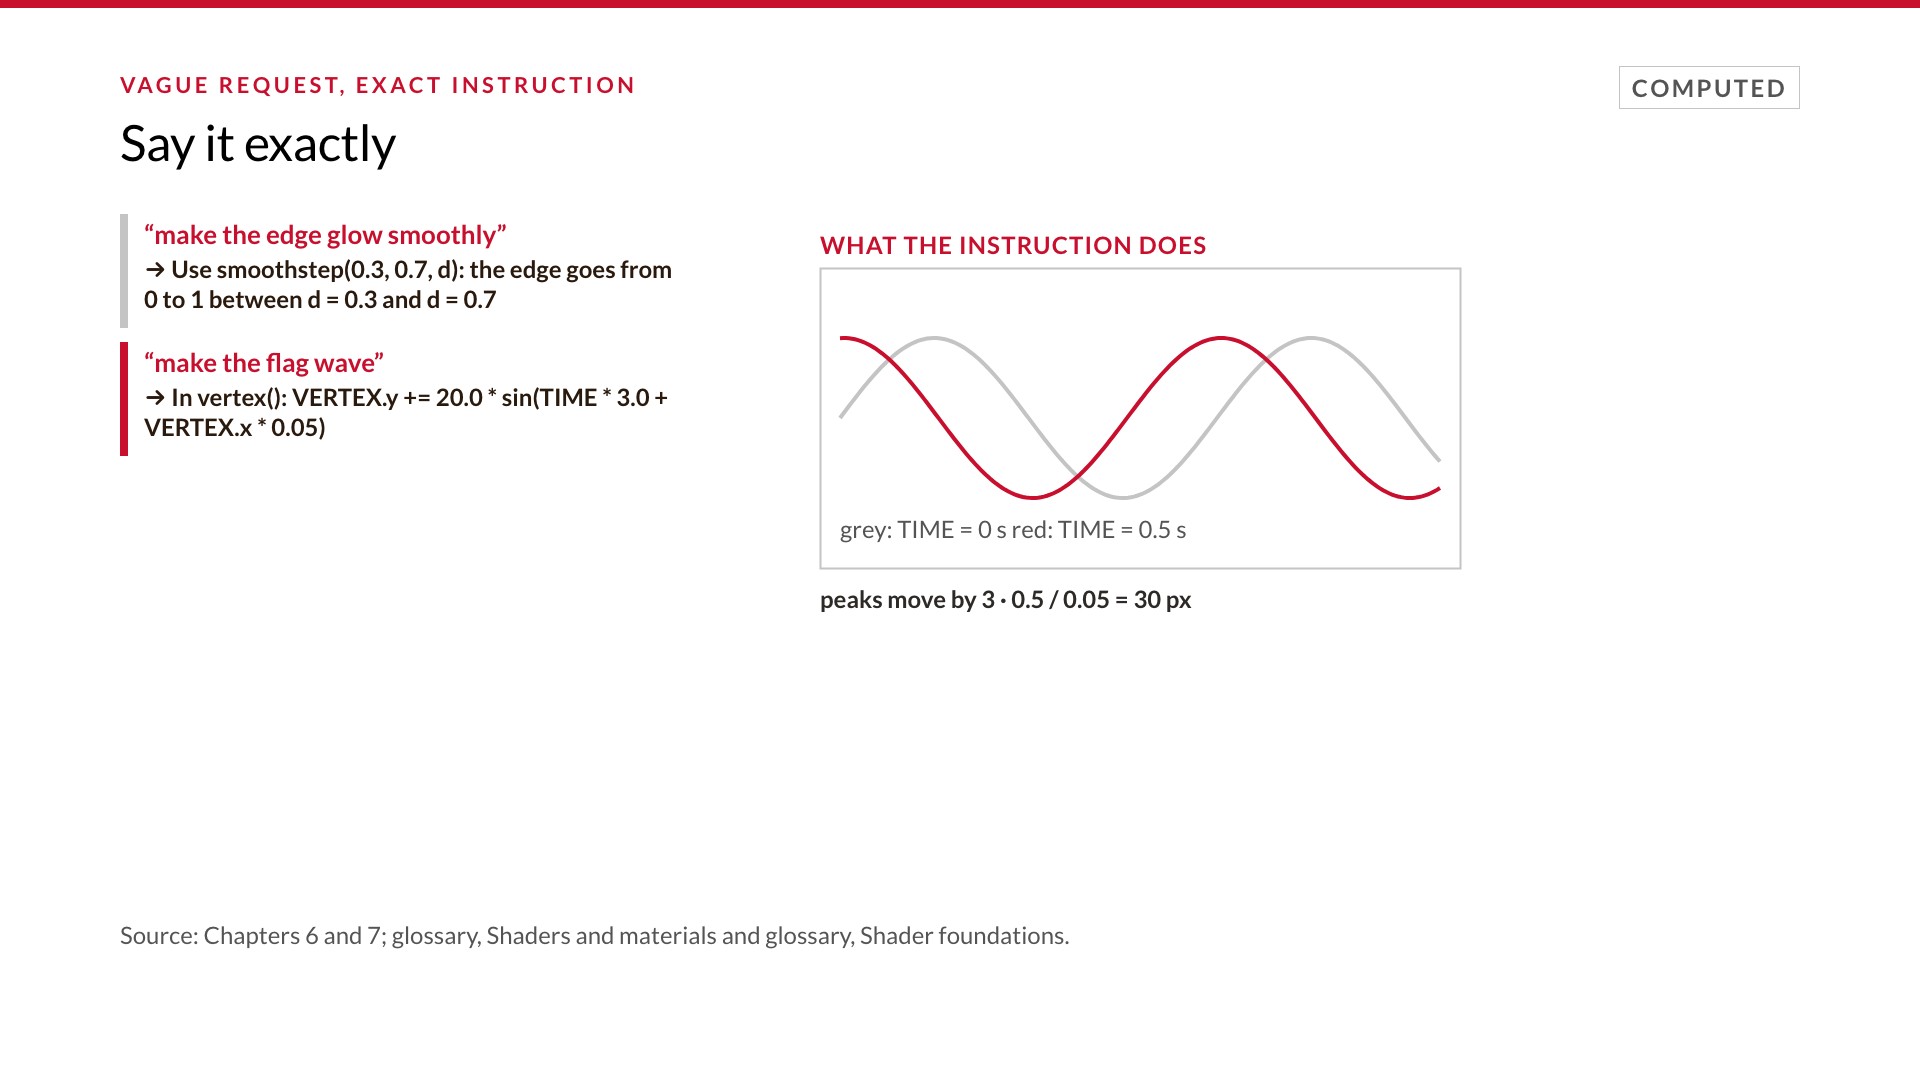 VAGUE REQUEST, EXACT INSTRUCTION
COMPUTED
Say it exactly
“make the edge glow smoothly”
→ Use smoothstep(0.3, 0.7, d): the edge goes from
0 to 1 between d = 0.3 and d = 0.7
“make the flag wave”
→ In vertex(): VERTEX.y += 20.0 * sin(TIME * 3.0 +
VERTEX.x * 0.05)
WHAT THE INSTRUCTION DOES
grey: TIME = 0 s red: TIME = 0.5 s
peaks move by 3 · 0.5 / 0.05 = 30 px
Source: Chapters 6 and 7; glossary, Shaders and materials and glossary, Shader foundations.